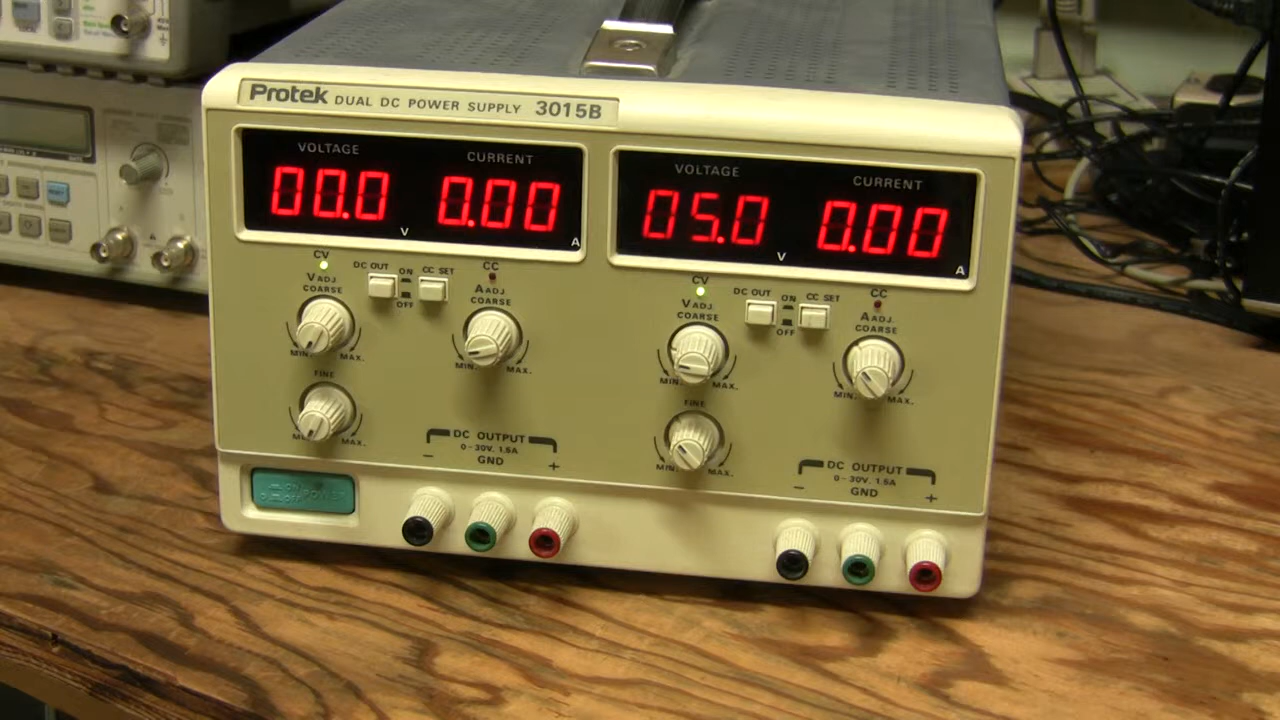 Protek DUAL DC POWER SUPPLY 3015B
VOLTAGE CURRENT
00.0 V 0.00 A
VOLTAGE CURRENT
05.0 V 0.00 A
CV
V ADJ.
COARSE
MIN. MAX.
FINE
MAX.
DC OUT ON CC SET
OFF
CC
A ADJ.
COARSE
MIN. MAX.
DC OUTPUT
0-30V, 1.5A
- GND +
ON
OFF POWER
CV
V ADJ.
COARSE
MIN. MAX.
FINE
MIN. MAX.
DC OUT ON CC SET
OFF
CC
A ADJ.
COARSE
MIN. MAX.
DC OUTPUT
0-30V, 1.5A
- GND +